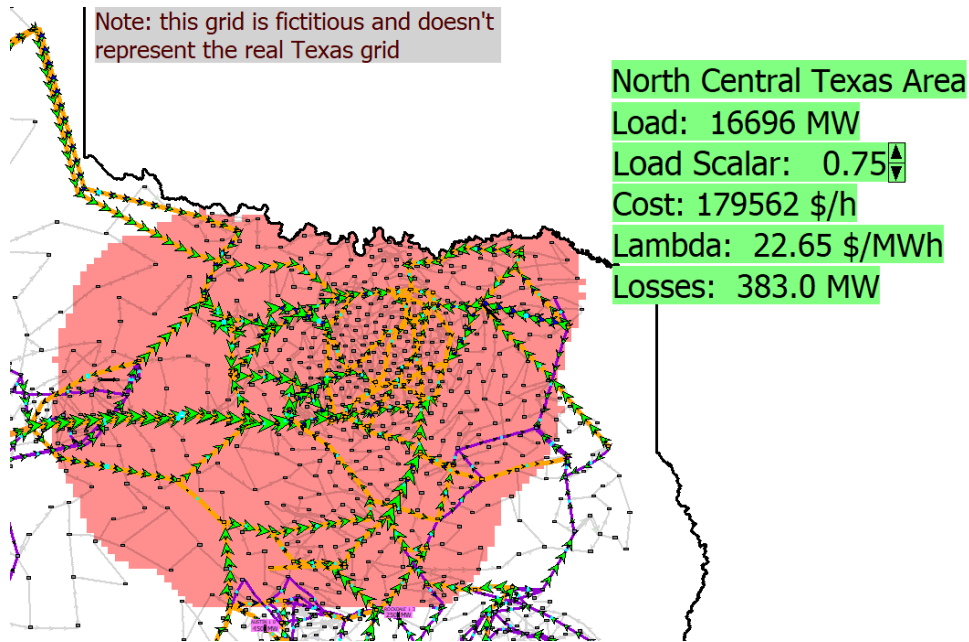 Note: this grid is fictitious and doesn't
represent the real Texas grid
North Central Texas Area
Load: 16696 MW
Load Scalar: 0.75
Cost: 179562 $/h
Lambda: 22.65 $/MWh
Losses: 383.0 MW